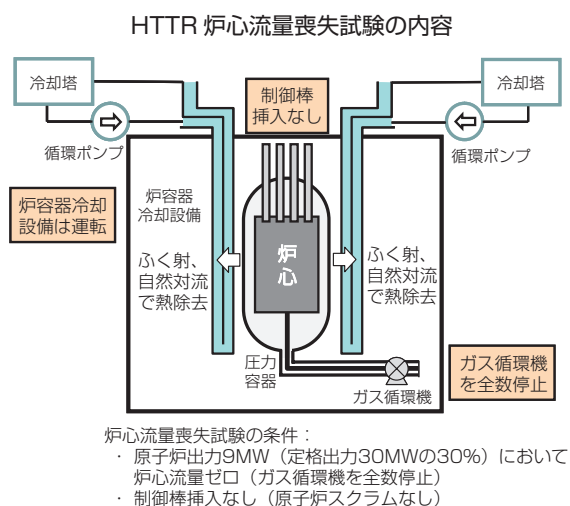 HTTR 炉心流量喪失試験の内容
冷却塔
制御棒
挿入なし
冷却塔
循環ポンプ
循環ポンプ
炉容器冷却
設備は運転
炉容器
冷却設備
ふく射、
自然対流
で熱除去
炉心
ふく射、
自然対流
で熱除去
圧力
容器
ガス循環機
ガス循環機
を全数停止
炉心流量喪失試験の条件：
・ 原子炉出力9MW（定格出力30MWの30%）において
炉心流量ゼロ（ガス循環機を全数停止）
・ 制御棒挿入なし（原子炉スクラムなし）